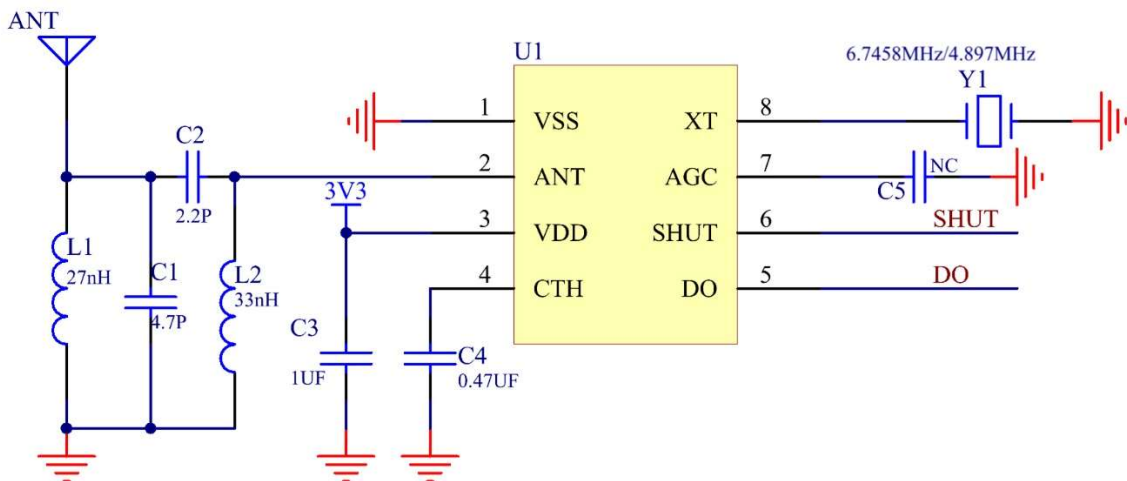 ANT
U1
6.7458MHz/4.897MHz
Y1
1
VSS
XT
8
C2
2.2P
2
ANT
AGC
7
C5
NC
3V3
3
VDD
SHUT
6
SHUT
L1
27nH
C1
4.7P
L2
33nH
4
CTH
DO
5
DO
C3
1UF
C4
0.47UF